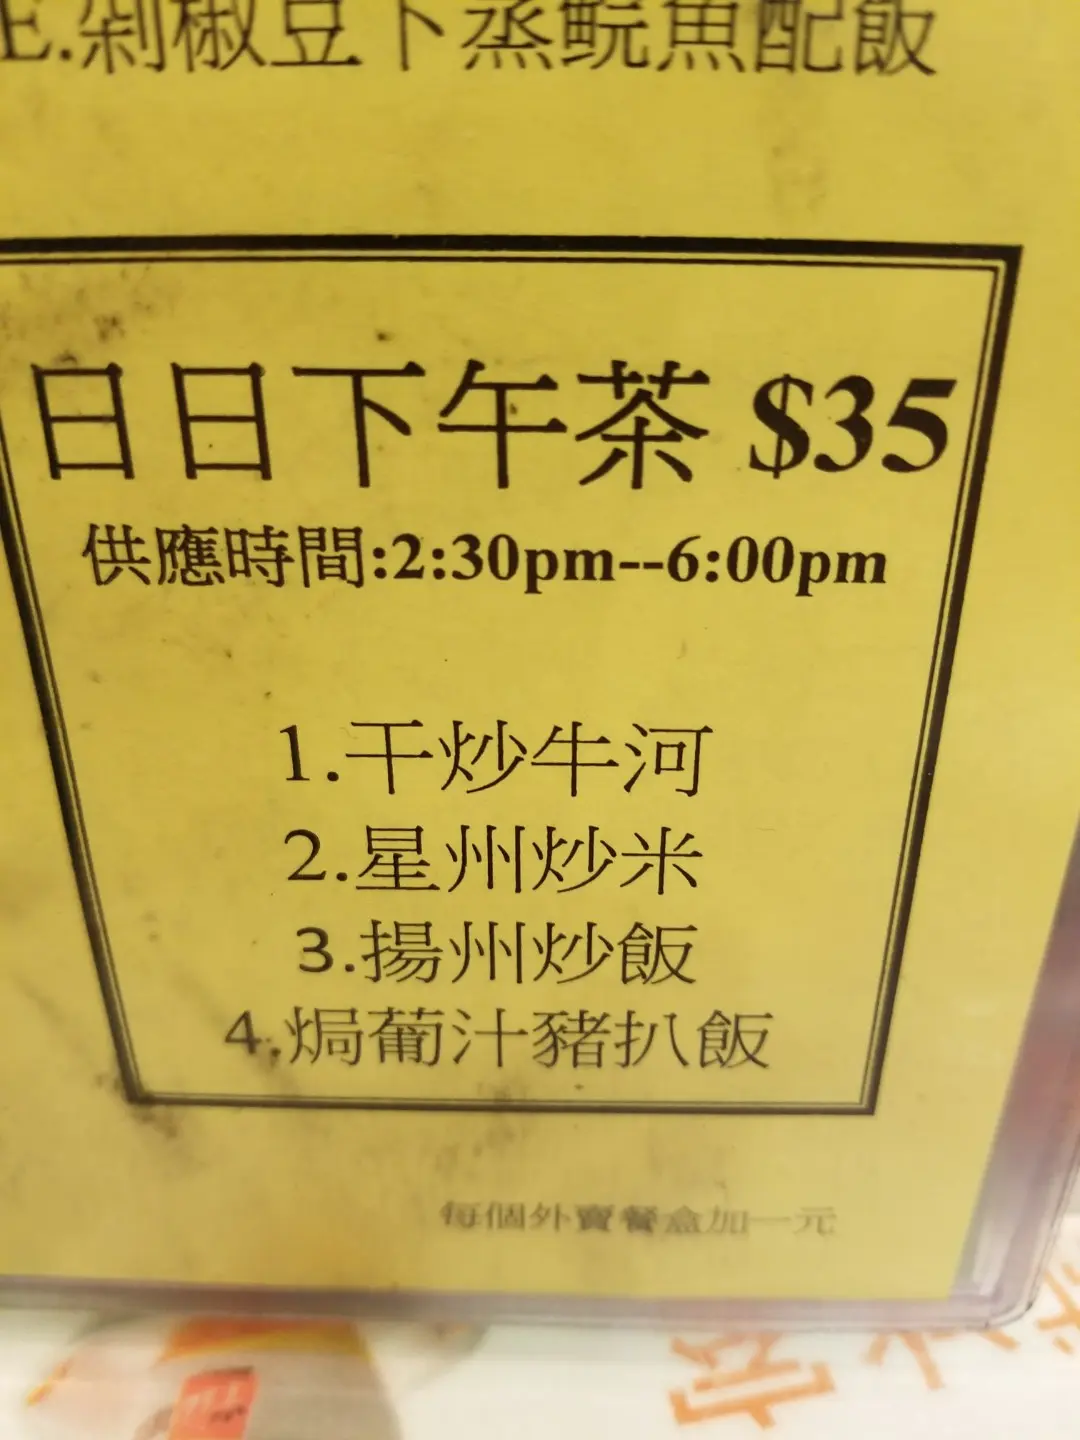 E.剁椒豆卜蒸鯇魚配飯
日日下午茶 $35
供應時間:2:30pm--6:00pm
1.干炒牛河
2.星州炒米
3.揚州炒飯
4.焗葡汁豬扒飯
每個外賣餐盒加一元